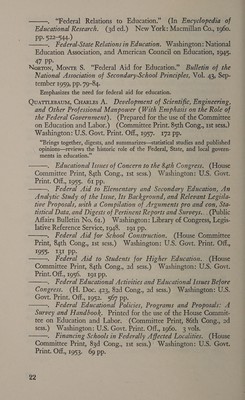 ———. "Federal Relations to Education." (In Encyclopedia of
Educational Research. (3d ed.) New York: Macmillan Co., 1960.
pp. 522-544.)
———. Federal-State Relations in Education. Washington: National
Education Association, and American Council on Education, 1945.
47 pp.
NORTON, MONTE S. "Federal Aid for Education." Bulletin of the
National Association of Secondary-School Principals, Vol. 43, Sep-
tember 1959, pp. 79-84.
Emphasizes the need for federal aid for education.
QUATTLEBAUM, CHARLES A. Development of Scientific, Engineering,
and Other Professional Manpower (With Emphasis on the Role of
the Federal Government). (Prepared for the use of the Committee
on Education and Labor.) (Committee Print, 85th Cong., 1st sess.)
Washington: U.S. Govt. Print. Off., 1957. 172 pp.
"Brings together, digests, and summarizes—statistical studies and published
opinions—reviews the historic role of the Federal, State, and local govern-
ments in education."
———. Educational Issues of Concern to the 84th Congress. (House
Committee Print, 84th Cong., 1st sess.) Washington: U.S. Govt.
Print. Off., 1955. 61 pp.
———. Federal Aid to Elementary and Secondary Education, An
Analytic Study of the Issue, Its Background, and Relevant Legisla-
tive Proposals, with a Compilation of Arguments pro and con, Sta-
tistical Data, and Digests of Pertinent Reports and Surveys. (Public
Affairs Bulletin No. 61.) Washington: Library of Congress, Legis-
lative Reference Service, 1948. 191 pp.
———. Federal Aid for School Construction. (House Committee
Print, 84th Cong., 1st sess.) Washington: U.S. Govt. Print. Off.,
1955. 131 pp.
———. Federal Aid to Students for Higher Education. (House
Committee Print, 84th Cong., 2d sess.) Washington: U.S. Govt.
Print. Off., 1956. 191 pp.
———. Federal Educational Activities and Educational Issues Before
Congress. (H. Doc. 423, 82d Cong., 2d sess.) Washington: U.S.
Govt. Print. Off., 1952. 567 pp.
———. Federal Educational Policies, Programs and Proposals: A
Survey and Handbook. Printed for the use of the House Commit-
tee on Education and Labor. (Committee Print, 86th Cong., 2d
sess.) Washington: U.S. Govt. Print. Off., 1960. 3 vols.
———. Financing Schools in Federally Affected Localities. (House
Committee Print, 83d Cong., 1st sess.) Washington: U.S. Govt.
Print. Off., 1953. 69 pp.
22